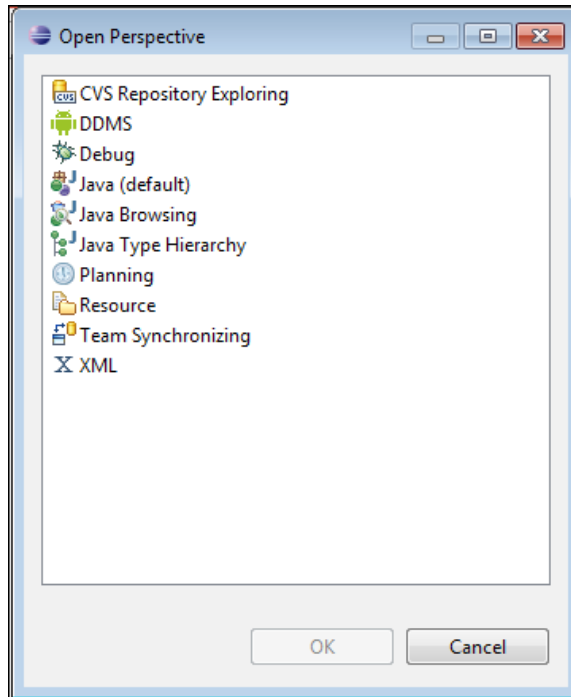 Open Perspective
CVS Repository Exploring
DDMS
Debug
Java (default)
Java Browsing
Java Type Hierarchy
Planning
Resource
Team Synchronizing
X XML
OK Cancel